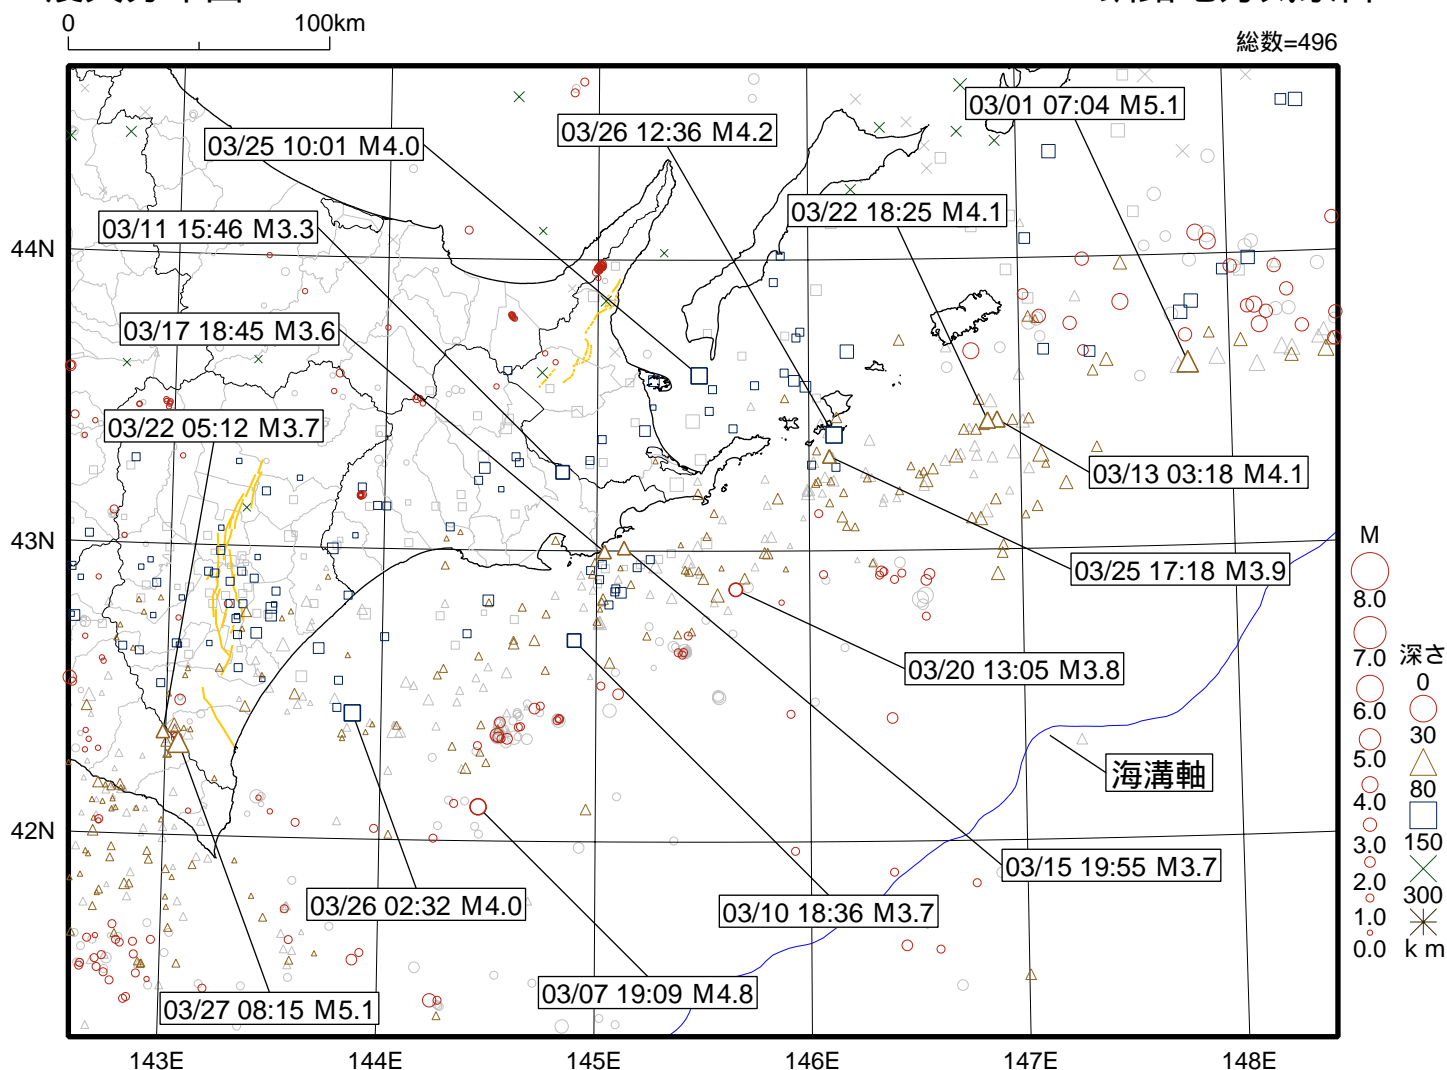 0 100km
総数=496
03/01 07:04 M5.1
03/26 12:36 M4.2
03/25 10:01 M4.0
03/22 18:25 M4.1
03/11 15:46 M3.3
44N
03/17 18:45 M3.6
03/22 05:12 M3.7
03/13 03:18 M4.1
43N
M
03/25 17:18 M3.9
8.0
7.0
深さ
03/20 13:05 M3.8
0
6.0
30
5.0
海溝軸
80
4.0
42N
3.0
150
03/15 19:55 M3.7
2.0
300
03/26 02:32 M4.0
03/10 18:36 M3.7
1.0
0.0
km
03/07 19:09 M4.8
03/27 08:15 M5.1
143E 144E 145E 146E 147E 148E